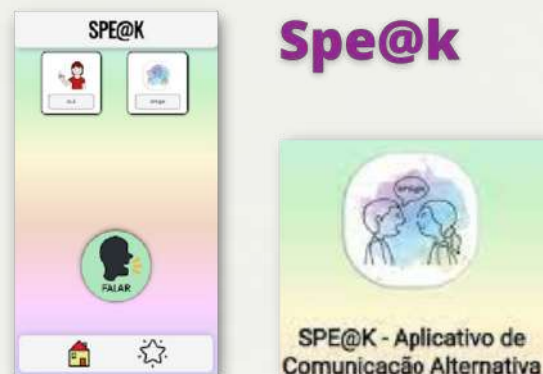 SPE@K
Spe@k
FALAR
SPE@K - Aplicativo de
Comunicação Alternativa